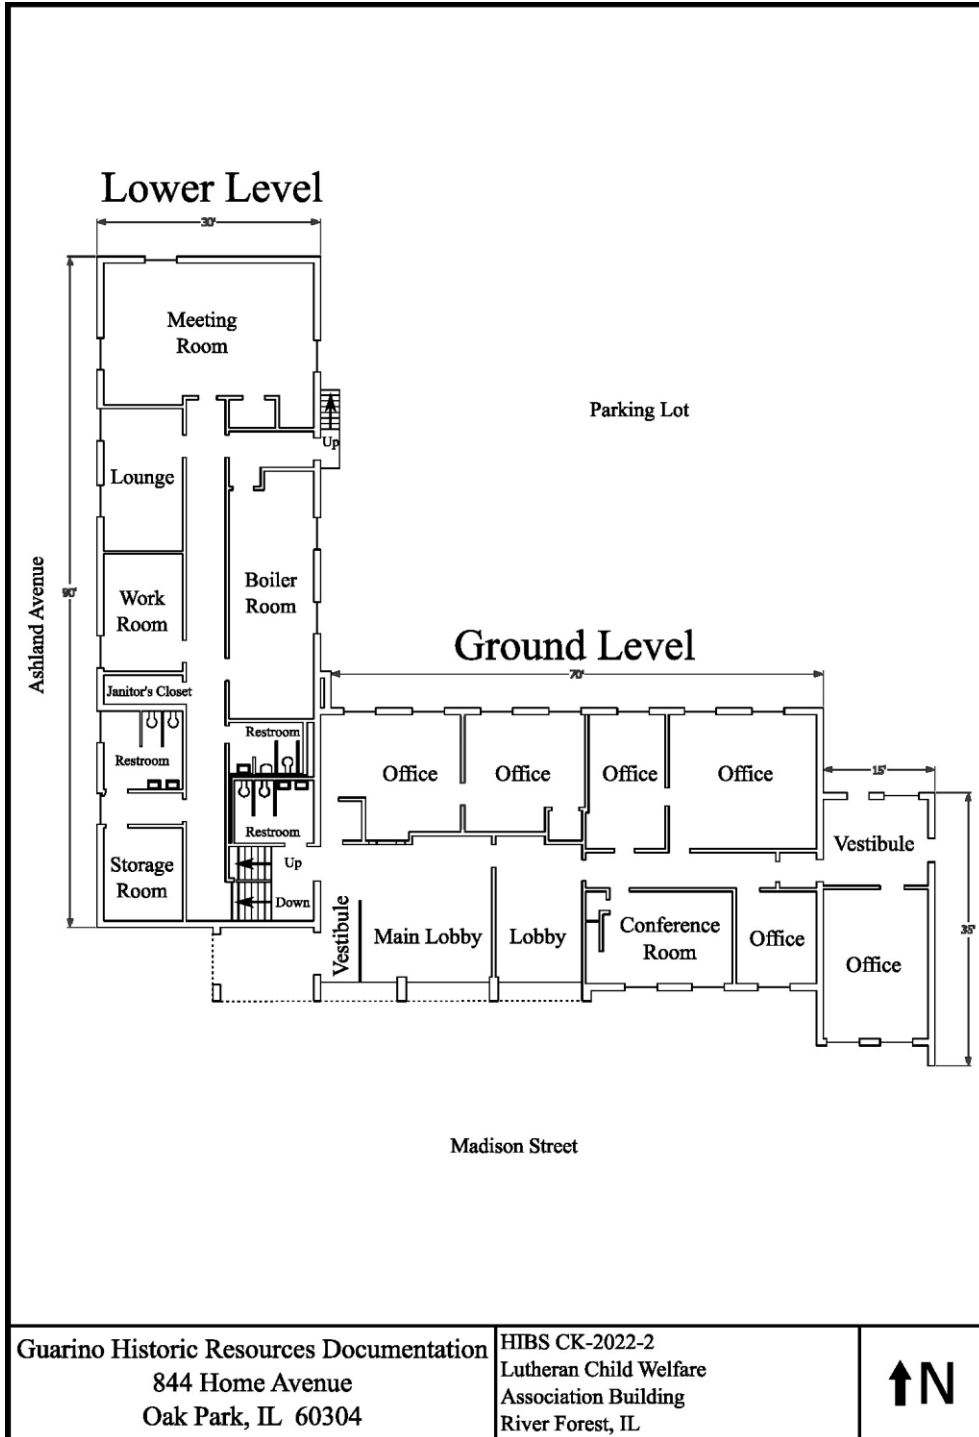 Lower Level
30'
Meeting
Room
Parking Lot
Up
Lounge
Ashland Avenue
90'
Boiler
Room
Work
Room
Ground Level
70'
Janitor's Closet
Restroom
Restroom
Office
Office
Office
Office
15'
Restroom
Vestibule
Storage
Room
Up
Down
Vestibule
Main Lobby
Lobby
Conference
Room
Office
Office
35'
Madison Street
Guarino Historic Resources Documentation
844 Home Avenue
Oak Park, IL 60304
HIBS CK-2022-2
Lutheran Child Welfare
Association Building
River Forest, IL
N